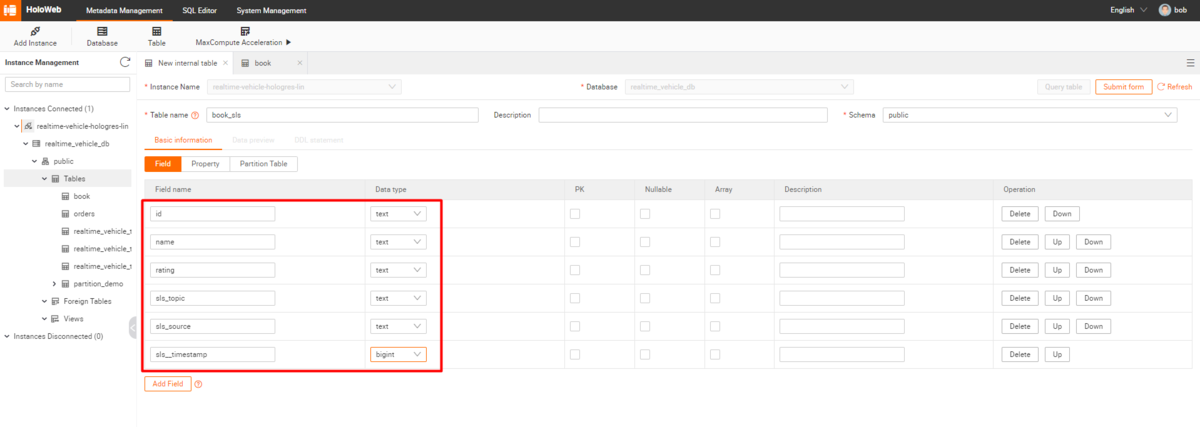 HoloWeb Metadata Management SQL Editor System Management English bob
Add Instance Database Table MaxCompute Acceleration
Instance Management
Search by name
Instances Connected (1)
realtime-vehicle-hologres-lin
realtime_vehicle_db
public
Tables
book
orders
realtime_vehicle_t
realtime_vehicle_t
realtime_vehicle_t
partition_demo
Foreign Tables
Views
Instances Disconnected (0)
New internal table book
* Instance Name realtime-vehicle-hologres-lin * Database realtime_vehicle_db Query table Submit form Refresh
* Table name book_sls Description * Schema public
Basic information Data preview DDL statement
Field Property Partition Table
Field name Data type PK Nullable Array Description Operation
id text Delete Down
name text Delete Up Down
rating text Delete Up Down
sls_topic text Delete Up Down
sls_source text Delete Up Down
sls__timestamp bigint Delete Up
Add Field